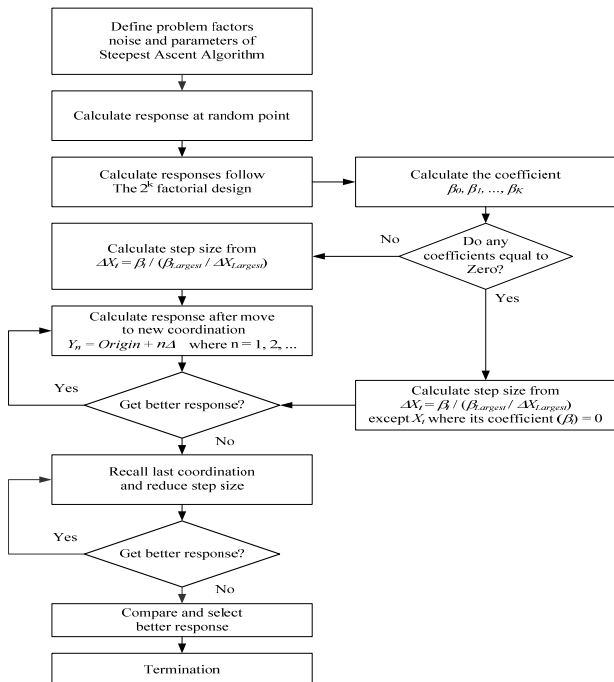 Define problem factors
noise and parameters of
Steepest Ascent Algorithm
Calculate response at random point
Calculate responses follow
The 2^k factorial design
Calculate the coefficient
β0, β1, ..., βK
Do any
coefficients equal to
Zero?
No
Yes
Calculate step size from
ΔXi = βi / (βLargest / ΔXLargest)
Calculate response after move
to new coordination
Yn = Origin + nΔ where n = 1, 2, ...
Yes
Get better response?
No
Calculate step size from
ΔXi = βi / (βLargest / ΔXLargest)
except Xi where its coefficient (βi) = 0
Recall last coordination
and reduce step size
Yes
Get better response?
No
Compare and select
better response
Termination